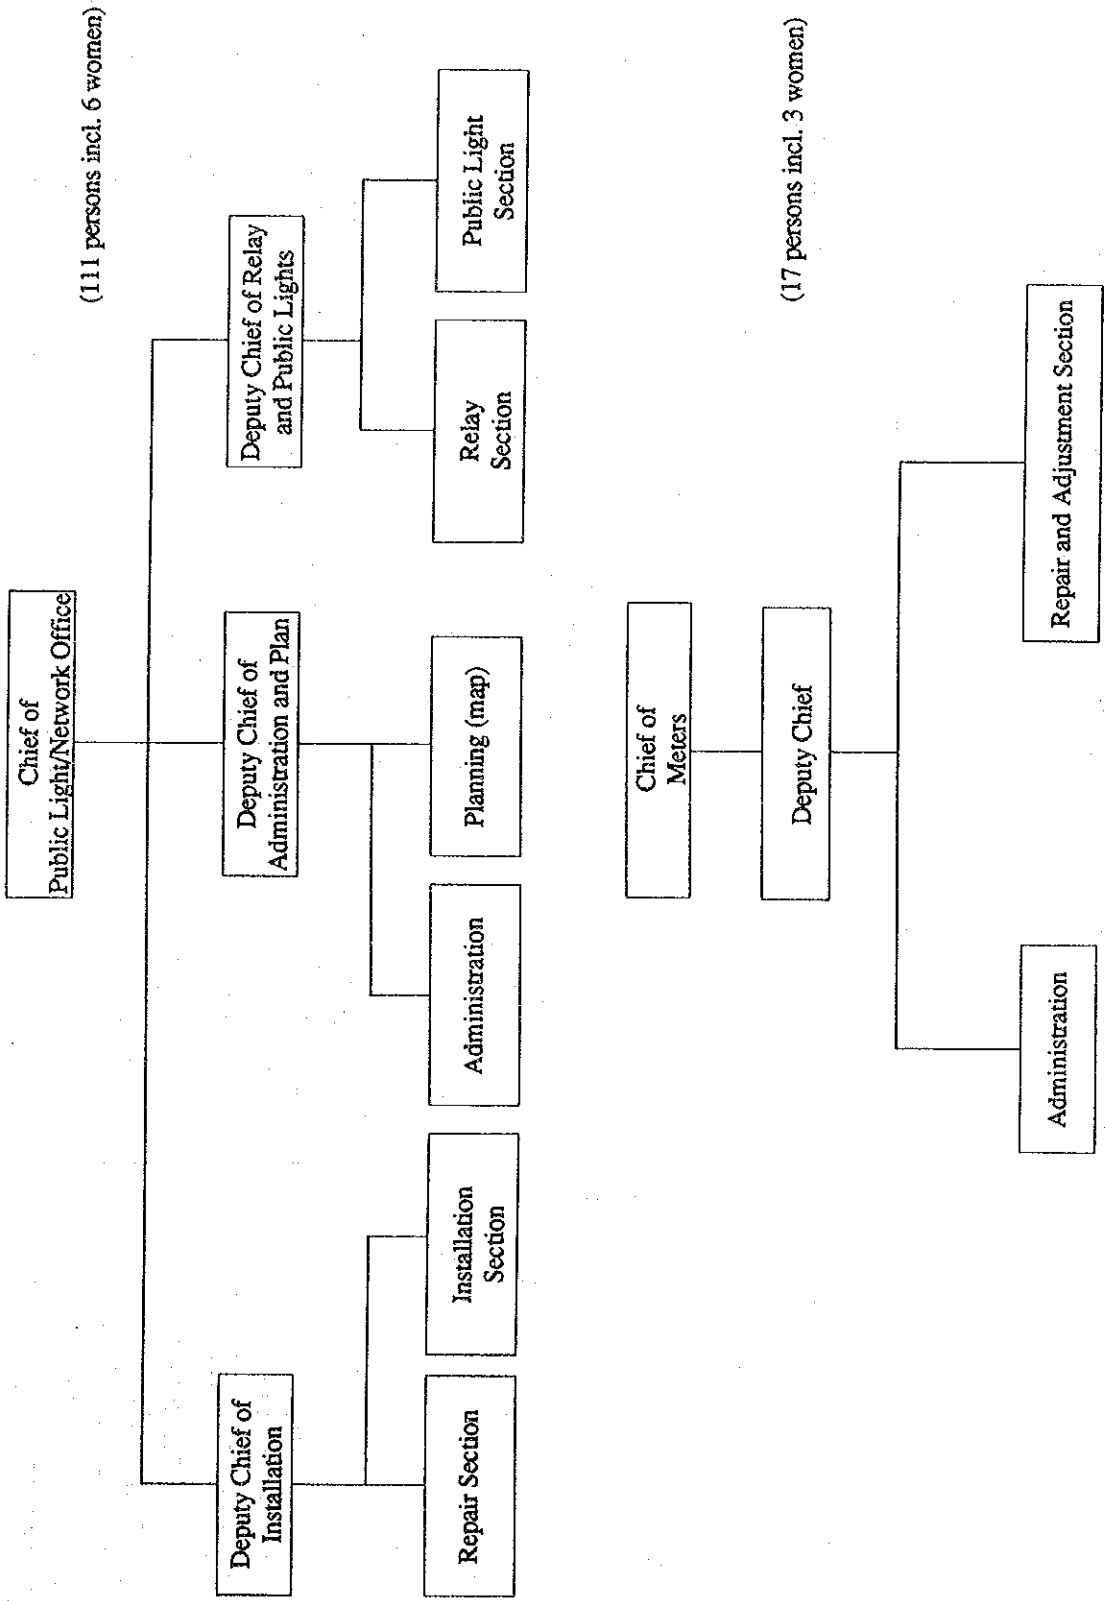 Chief of
Public Light/Network Office
(111 persons incl. 6 women)
Deputy Chief of
Installation
Deputy Chief of
Administration and Plan
Deputy Chief of Relay
and Public Lights
Repair Section
Installation
Section
Administration
Planning (map)
Relay
Section
Public Light
Section
Chief of
Meters
(17 persons incl. 3 women)
Deputy Chief
Administration
Repair and Adjustment Section